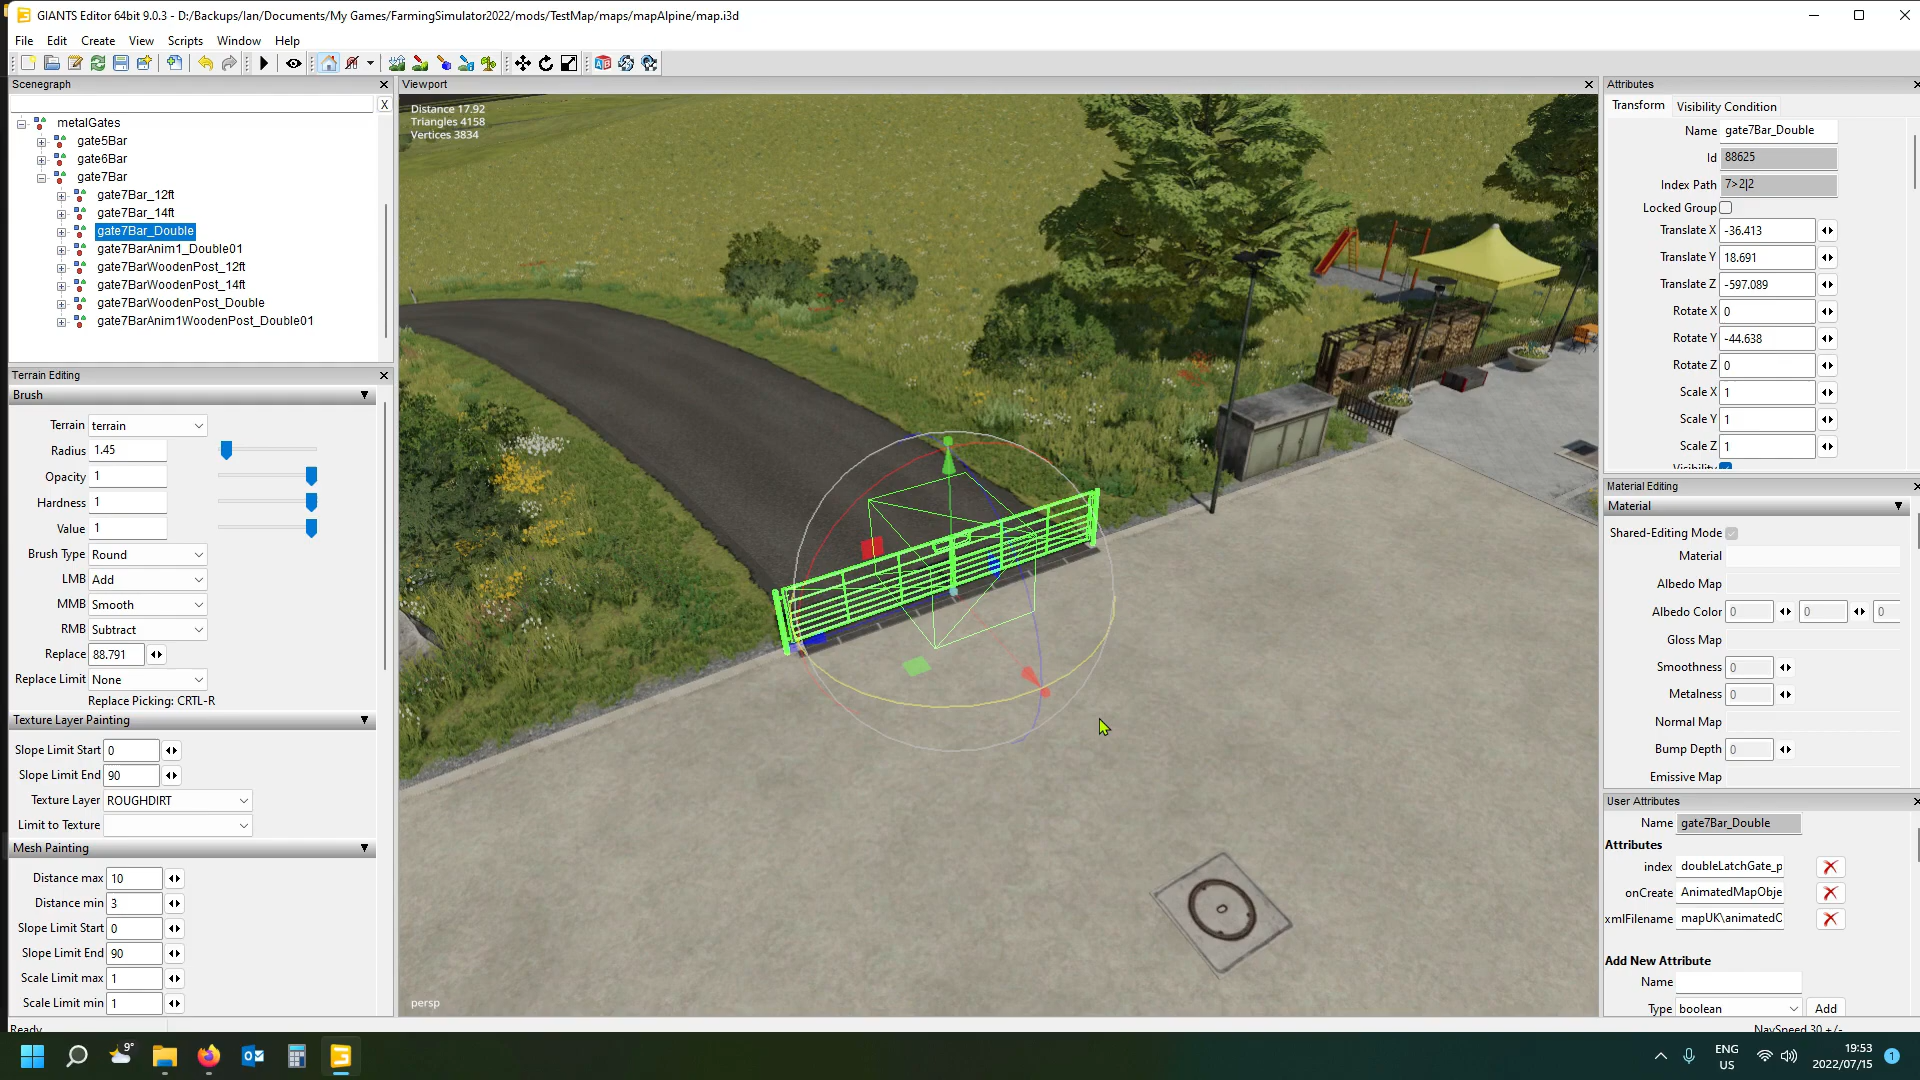 GIANTS Editor 64bit 9.0.3 - D:/Backups/Ian/Documents/My Games/FarmingSimulator2022/mods/TestMap/maps/mapAlpine/map.i3d
File Edit Create View Scripts Window Help
Scenegraph
X
metalGates
gate5Bar
gate6Bar
gate7Bar
gate7Bar_12ft
gate7Bar_14ft
gate7Bar_Double
gate7BarAnim1_Double01
gate7BarWoodenPost_12ft
gate7BarWoodenPost_14ft
gate7BarWoodenPost_Double
gate7BarAnim1WoodenPost_Double01
Terrain Editing
Brush
Terrain terrain
Radius 1.45
Opacity 1
Hardness 1
Value 1
Brush Type Round
LMB Add
MMB Smooth
RMB Subtract
Replace 88.791
Replace Limit None
Replace Picking: CRTL-R
Texture Layer Painting
Slope Limit Start 0
Slope Limit End 90
Texture Layer ROUGHDIRT
Limit to Texture
Mesh Painting
Distance max 10
Distance min 3
Slope Limit Start 0
Slope Limit End 90
Scale Limit max 1
Scale Limit min 1
Ready
Viewport
Distance 17.92
Triangles 4158
Vertices 3834
persp
Attributes
Transform Visibility Condition
Name gate7Bar_Double
Id 88625
Index Path 7>2|2
Locked Group
Translate X -36.413
Translate Y 18.691
Translate Z -597.089
Rotate X 0
Rotate Y -44.638
Rotate Z 0
Scale X 1
Scale Y 1
Scale Z 1
Visibility
Material Editing
Material
Shared-Editing Mode
Material
Albedo Map
Albedo Color 0 0 0
Gloss Map
Smoothness 0
Metalness 0
Normal Map
Bump Depth 0
Emissive Map
User Attributes
Name gate7Bar_Double
Attributes
index doubleLatchGate_p
onCreate AnimatedMapObje
xmlFilename mapUK\animatedO
Add New Attribute
Name
Type boolean Add
NavSpeed 30 +/-
9°
ENG
US
19:53
2022/07/15
1